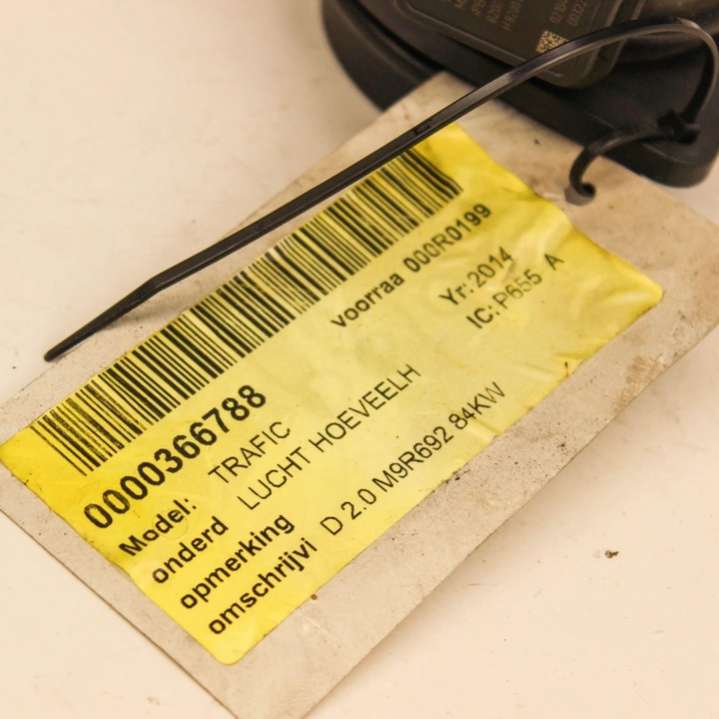 0000366788
voorraa 000R0199
Model: TRAFIC
Yr: 2014
onderd LUCHT HOEVEELH
IC: P655 A
opmerking
omschrijvi D 2.0 M9R692 84KW